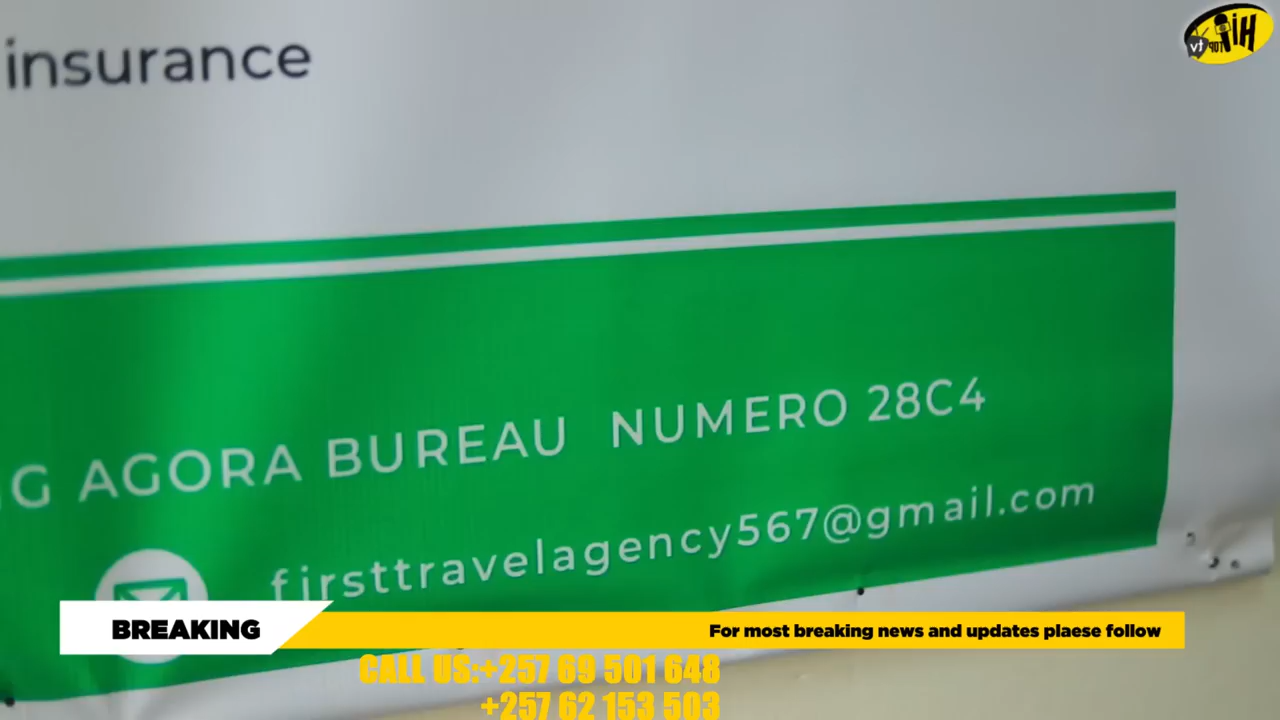 insurance
G AGORA BUREAU NUMERO 28C4
firsttravelagency567@gmail.com
BREAKING
For most breaking news and updates plaese follow
CALL US:+257 69 501 648
+257 62 153 503